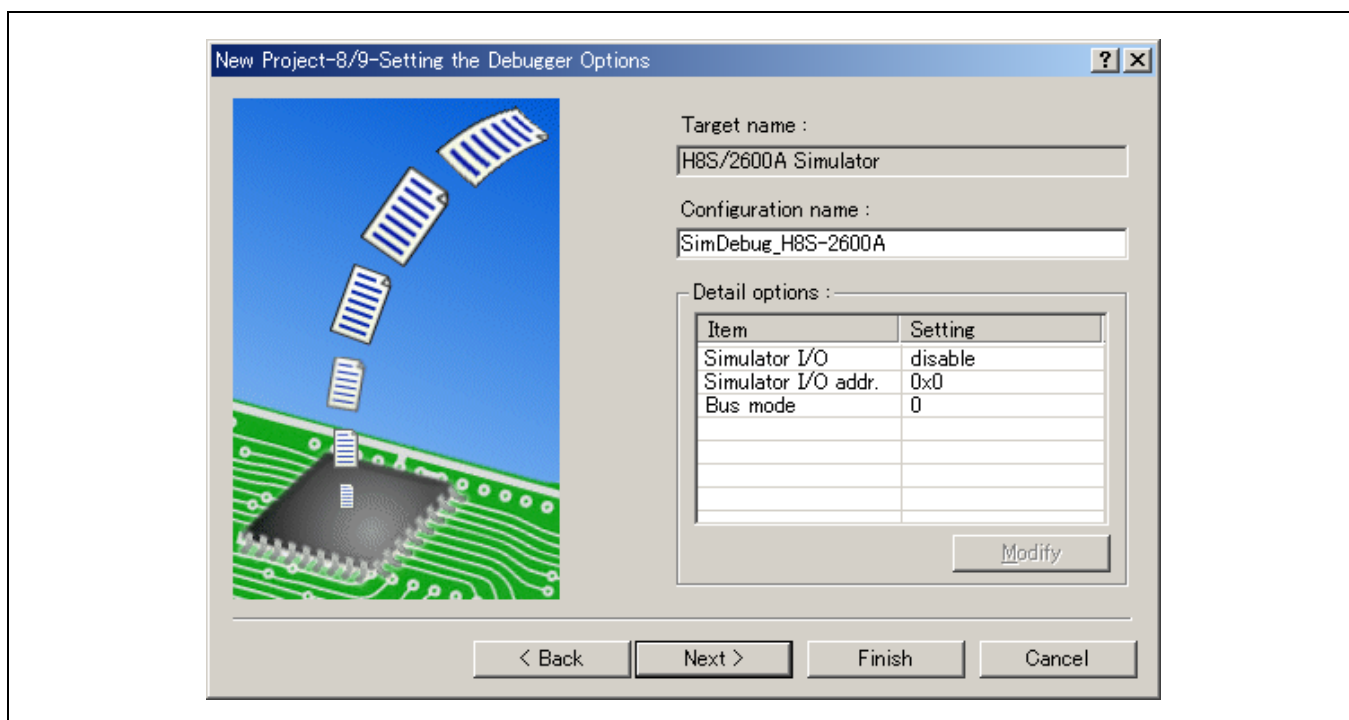 New Project-8/9-Setting the Debugger Options
Target name :
H8S/2600A Simulator
Configuration name :
SimDebug_H8S-2600A
Detail options :
Item Setting
Simulator I/O disable
Simulator I/O addr. 0x0
Bus mode 0
Modify
< Back Next > Finish Cancel